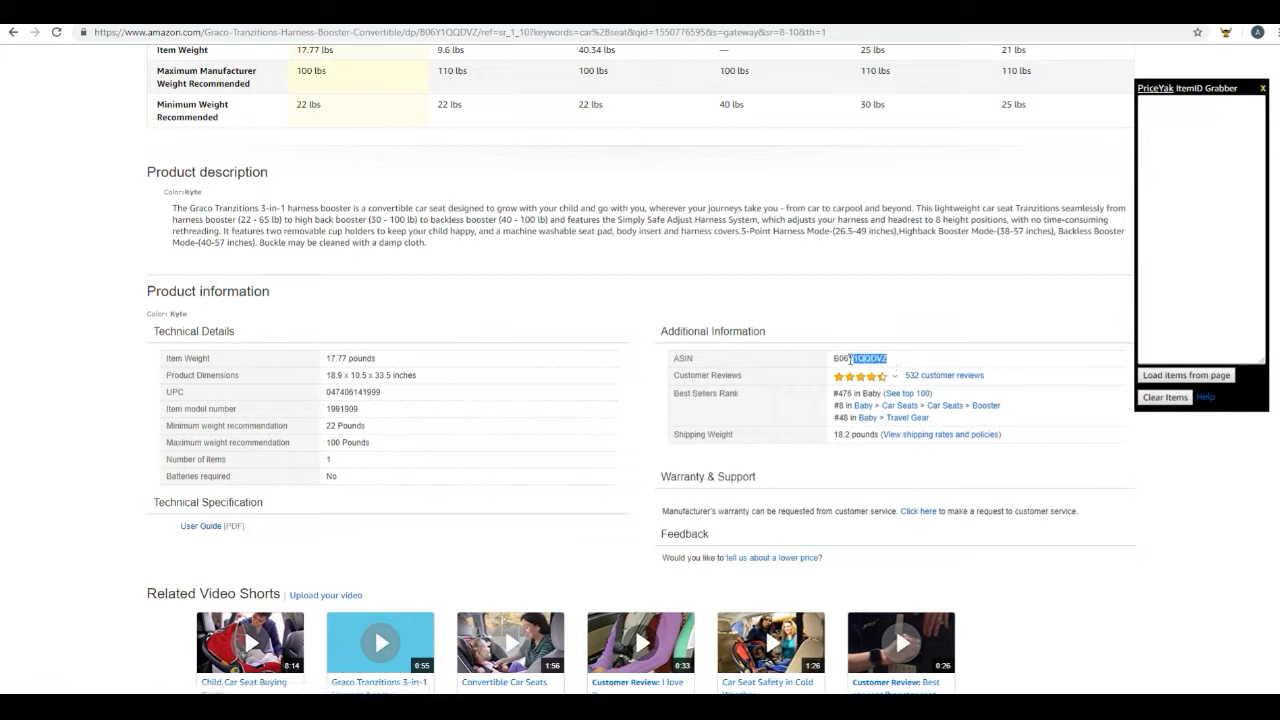 https://www.amazon.com/Graco-Tranzitions-Harness-Booster-Convertible/dp/B06Y1QQDVZ/ref=sr_1_10?keywords=car%2Bseat&qid=1550776595&s=gateway&sr=8-10&th=1
A
PriceYak ItemID Grabber X
Item Weight 17.77 lbs 9.6 lbs 40.34 lbs — 25 lbs 21 lbs
Maximum Manufacturer
Weight Recommended 100 lbs 110 lbs 100 lbs 100 lbs 110 lbs 110 lbs
Minimum Weight
Recommended 22 lbs 22 lbs 22 lbs 40 lbs 30 lbs 25 lbs
Product description
Color: Kyte
The Graco Tranzitions 3-in-1 harness booster is a convertible car seat designed to grow with your child and go with you, wherever your journeys take you - from car to carpool and beyond. This lightweight car seat Tranzitions seamlessly from
harness booster (22 - 65 lb) to high back booster (30 - 100 lb) to backless booster (40 - 100 lb) and features the Simply Safe Adjust Harness System, which adjusts your harness and headrest to 8 height positions, with no time-consuming
rethreading. It features two removable cup holders to keep your child happy, and a machine washable seat pad, body insert and harness covers.5-Point Harness Mode-(26.5-49 inches),Highback Booster Mode-(38-57 inches), Backless Booster
Mode-(40-57 inches). Buckle may be cleaned with a damp cloth.
Product information
Color: Kyte
Technical Details
Item Weight 17.77 pounds
Product Dimensions 18.9 x 10.5 x 33.5 inches
UPC 047406141999
Item model number 1991909
Minimum weight recommendation 22 Pounds
Maximum weight recommendation 100 Pounds
Number of items 1
Batteries required No
Technical Specification
User Guide [PDF]
Additional Information
ASIN B06Y1QQDVZ
Customer Reviews 532 customer reviews
Best Sellers Rank #476 in Baby (See top 100)
#8 in Baby > Car Seats > Car Seats > Booster
#48 in Baby > Travel Gear
Shipping Weight 18.2 pounds (View shipping rates and policies)
Warranty & Support
Manufacturer's warranty can be requested from customer service. Click here to make a request to customer service.
Feedback
Would you like to tell us about a lower price?
Load items from page
Clear Items Help
Related Video Shorts | Upload your video
8:14 0:55 1:56 0:33 1:26 0:26
Child Car Seat Buying Graco Tranzitions 3-in-1 Convertible Car Seats Customer Review: I love Car Seat Safety in Cold Customer Review: Best